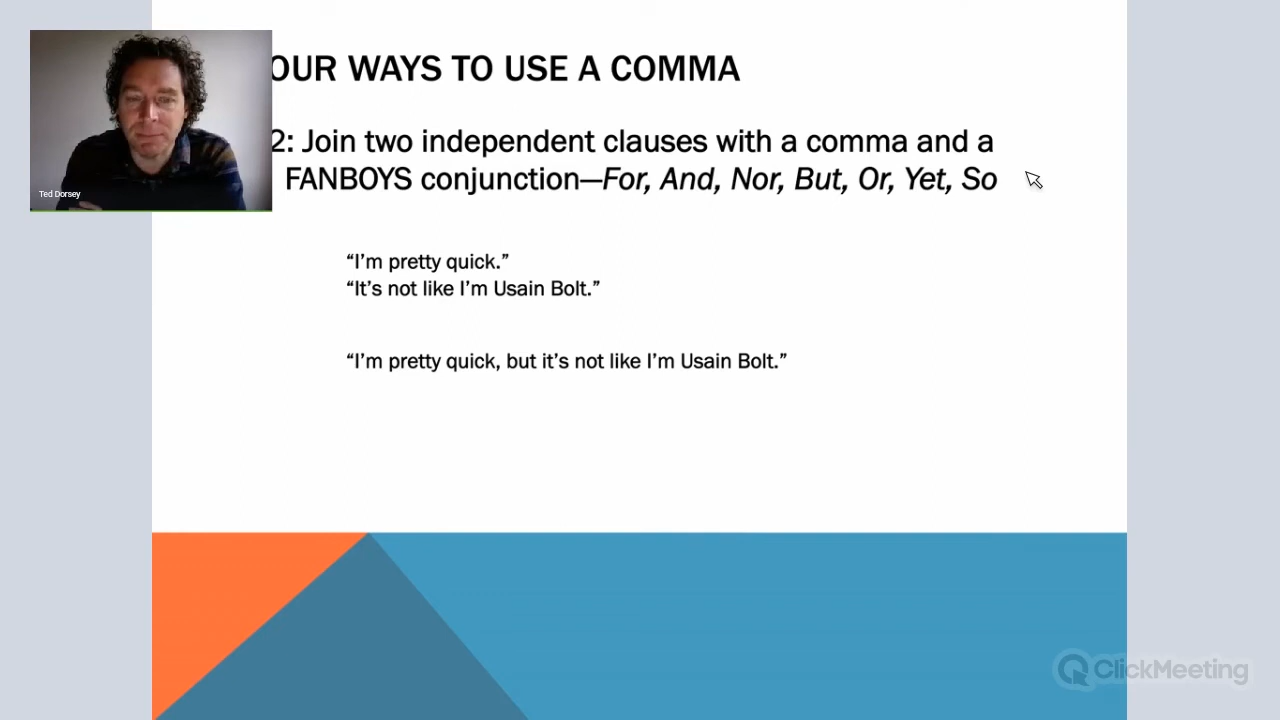 OUR WAYS TO USE A COMMA
2: Join two independent clauses with a comma and a
FANBOYS conjunction—For, And, Nor, But, Or, Yet, So
Ted Dorsey
“I’m pretty quick.”
“It’s not like I’m Usain Bolt.”
“I’m pretty quick, but it’s not like I’m Usain Bolt.”
ClickMeeting